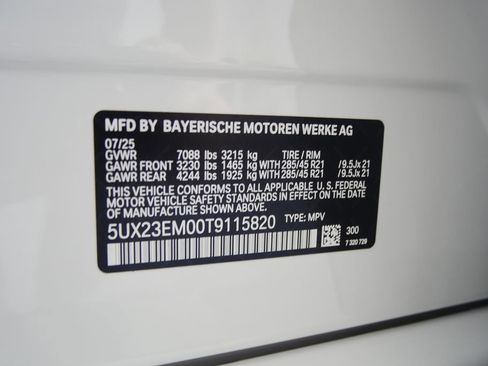 MFD BY BAYERISCHE MOTOREN WERKE AG
07/25
GVWR 7088 lbs 3215 kg TIRE / RIM
GAWR FRONT 3230 lbs 1465 kg WITH 285/45 R21 / 9.5Jx 21
GAWR REAR 4244 lbs 1925 kg WITH 285/45 R21 / 9.5Jx 21
THIS VEHICLE CONFORMS TO ALL APPLICABLE U.S. FEDERAL
MOTOR VEHICLE SAFETY STANDARDS IN EFFECT ON THE DATE
OF MANUFACTURE SHOWN ABOVE.
5UX23EM00T9115820 TYPE: MPV
300
7 320 729